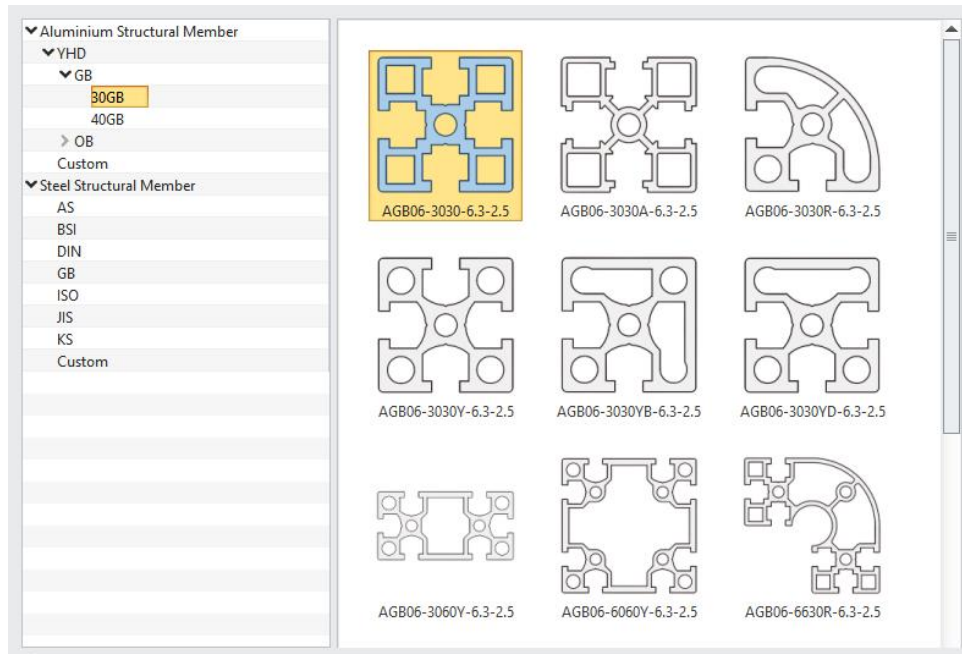 Aluminium Structural Member
YHD
GB
30GB
40GB
OB
Custom
Steel Structural Member
AS
BSI
DIN
GB
ISO
JIS
KS
Custom
AGB06-3030-6.3-2.5
AGB06-3030A-6.3-2.5
AGB06-3030R-6.3-2.5
AGB06-3030Y-6.3-2.5
AGB06-3030YB-6.3-2.5
AGB06-3030YD-6.3-2.5
AGB06-3060Y-6.3-2.5
AGB06-6060Y-6.3-2.5
AGB06-6630R-6.3-2.5